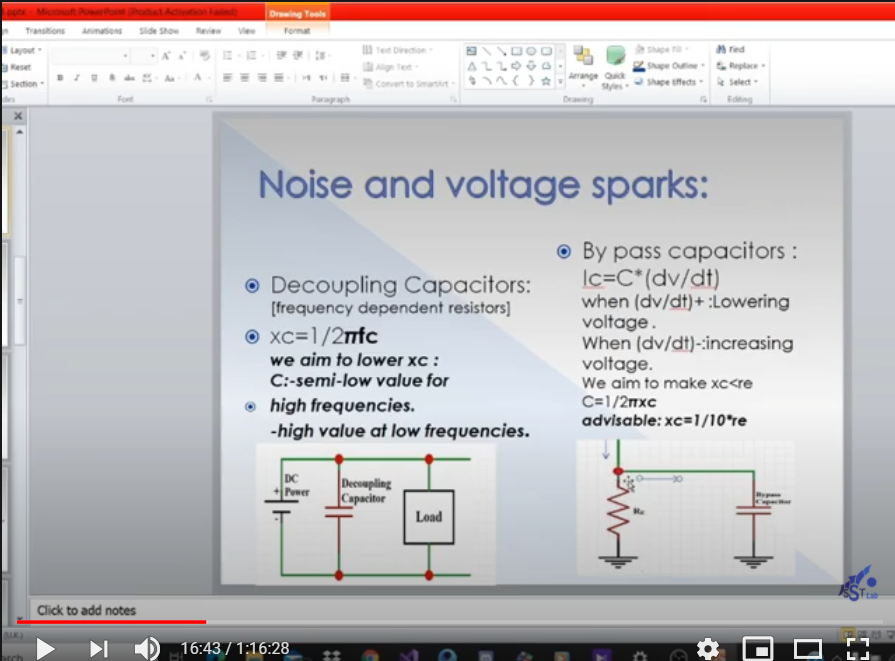 .pptx - Microsoft PowerPoint (Product Activation Failed)
Drawing Tools
Transitions
Animations
Slide Show
Review
View
Format
Layout
Reset
Section
Font
Text Direction
Align Text
Convert to SmartArt
Paragraph
Arrange
Quick
Styles
Shape Fill
Shape Outline
Shape Effects
Drawing
Find
Replace
Select
Editing
Noise and voltage sparks:
Decoupling Capacitors:
[frequency dependent resistors]
xc=1/2πfc
we aim to lower xc :
C:-semi-low value for
high frequencies.
-high value at low frequencies.
DC
+ Power
-
Decoupling
Capacitor
Load
By pass capacitors :
Ic=C*(dv/dt)
when (dv/dt)+ :Lowering
voltage .
When (dv/dt)-:increasing
voltage.
We aim to make xc<re
C=1/2πxc
advisable: xc=1/10*re
Re
Bypass
Capacitor
SST Lab
Click to add notes
(U.K.)
16:43 / 1:16:28